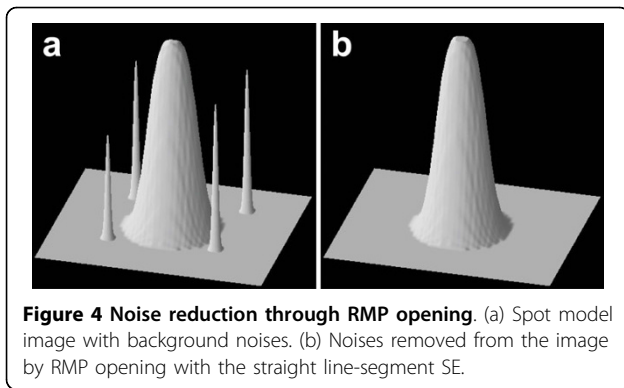 a
b
Figure 4 Noise reduction through RMP opening. (a) Spot model
image with background noises. (b) Noises removed from the image
by RMP opening with the straight line-segment SE.